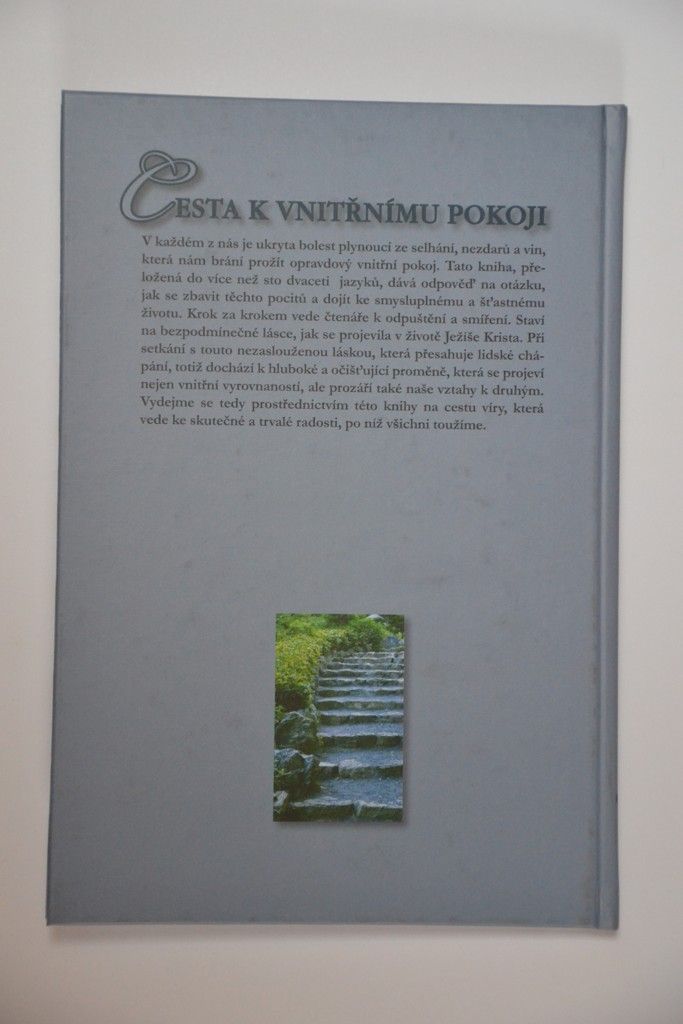 CESTA K VNITŘNÍMU POKOJI
V každém z nás je ukryta bolest plynoucí ze selhání, nezdarů a vin,
která nám brání prožít opravdový vnitřní pokoj. Tato kniha, pře-
ložená do více než sto dvaceti jazyků, dává odpověď na otázku,
jak se zbavit těchto pocitů a dojít ke smysluplnému a šťastnému
životu. Krok za krokem vede čtenáře k odpuštění a smíření. Staví
na bezpodmínečné lásce, jak se projevila v životě Ježíše Krista. Při
setkání s touto nezaslouženou láskou, která přesahuje lidské chá-
pání, totiž dochází k hluboké a očišťující proměně, která se projeví
nejen vnitřní vyrovnaností, ale prozáří také naše vztahy k druhým.
Vydejme se tedy prostřednictvím této knihy na cestu víry, která
vede ke skutečné a trvalé radosti, po níž všichni toužíme.